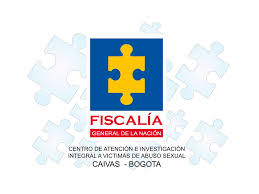 FISCALÍA
GENERAL DE LA NACIÓN
CENTRO DE ATENCIÓN E INVESTIGACIÓN
INTEGRAL A VICTIMAS DE ABUSO SEXUAL
CAIVAS - BOGOTA